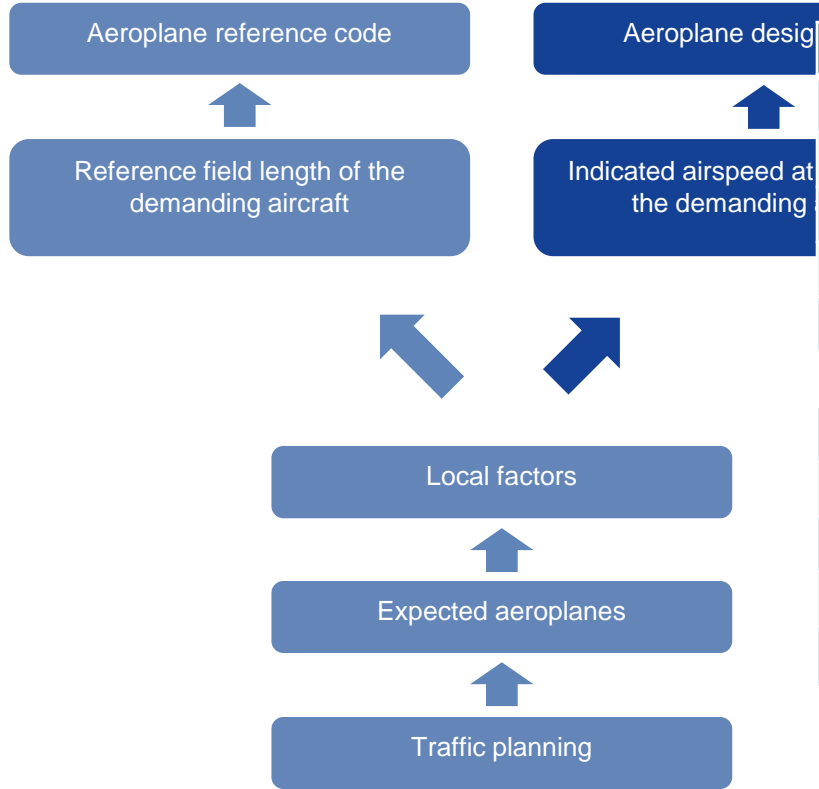 Aeroplane reference code
Aeroplane desig
Reference field length of the
demanding aircraft
Indicated airspeed at
the demanding
Local factors
Expected aeroplanes
Traffic planning